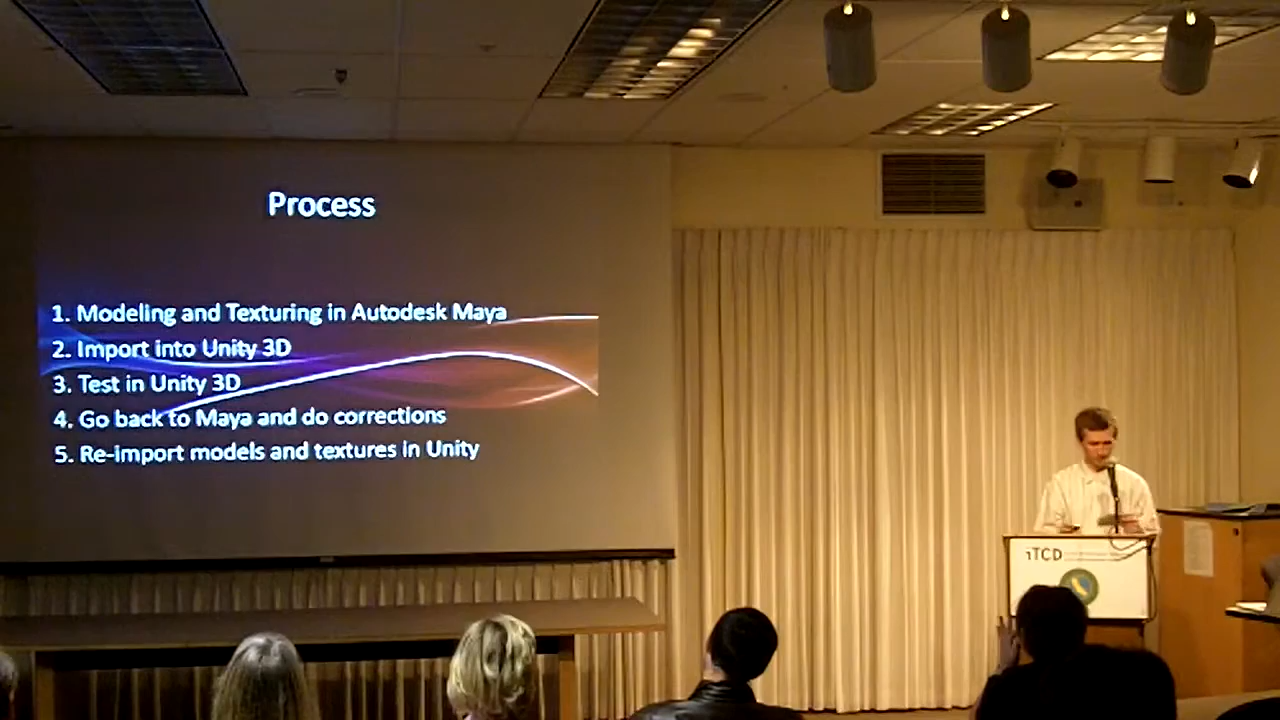 Process
1. Modeling and Texturing in Autodesk Maya
2. Import into Unity 3D
3. Test in Unity 3D
4. Go back to Maya and do corrections
5. Re-import models and textures in Unity
iTCD